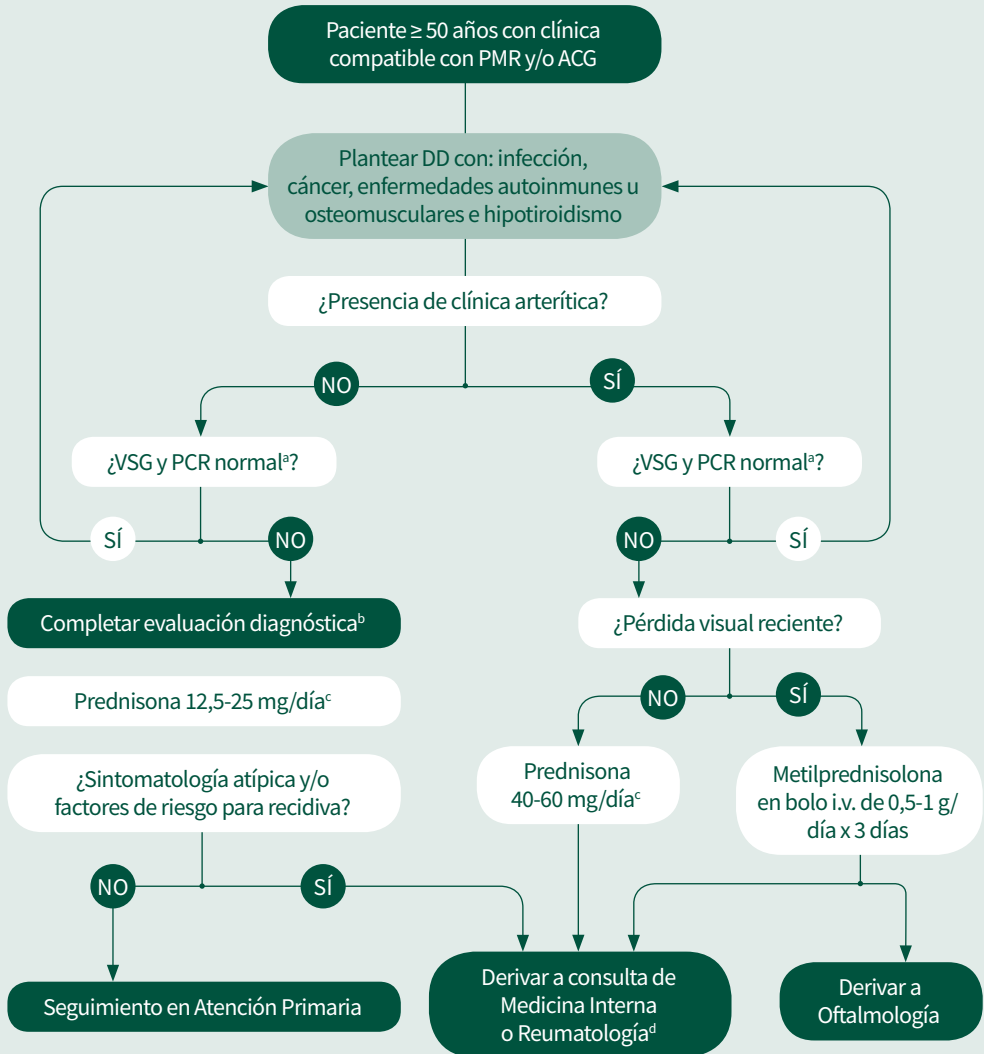 Paciente ≥ 50 años con clínica
compatible con PMR y/o ACG
Plantear DD con: infección,
cáncer, enfermedades autoinmunes u
osteomusculares e hipotiroidismo
¿Presencia de clínica arterítica?
NO
SÍ
¿VSG y PCR normalᵃ?
¿VSG y PCR normalᵃ?
SÍ
NO
NO
SÍ
Completar evaluación diagnósticaᵇ
¿Pérdida visual reciente?
Prednisona 12,5-25 mg/díaᶜ
NO
SÍ
¿Sintomatología atípica y/o
factores de riesgo para recidiva?
Prednisona
40-60 mg/díaᶜ
Metilprednisolona
en bolo i.v. de 0,5-1 g/
día x 3 días
NO
SÍ
Seguimiento en Atención Primaria
Derivar a consulta de
Medicina Interna
o Reumatologíaᵈ
Derivar a
Oftalmología